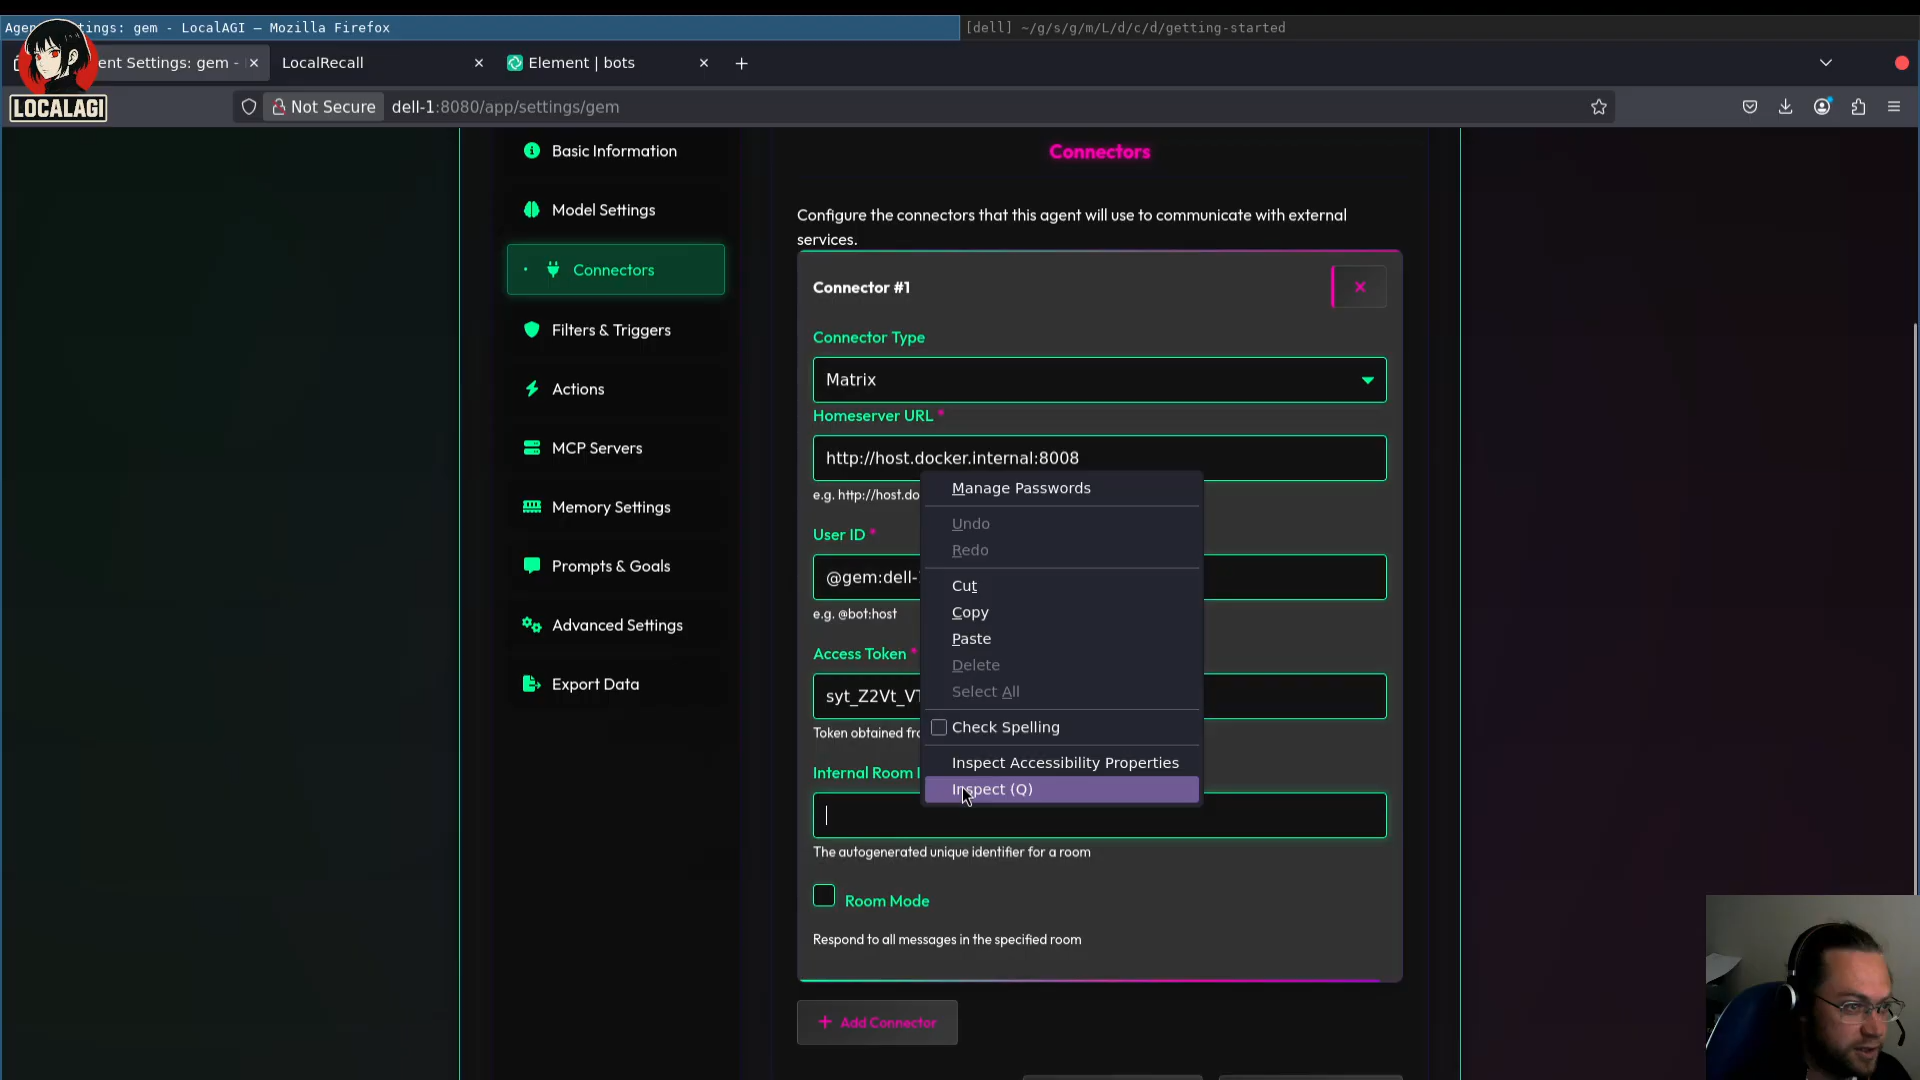 Agen
tings: gem - LocalAGI — Mozilla Firefox
[dell] ~/g/s/g/m/L/d/c/d/getting-started
ent Settings: gem -
LocalRecall
Element | bots
LOCALAGI
Not Secure
dell-1:8080/app/settings/gem
Basic Information
Model Settings
Connectors
Filters & Triggers
Actions
MCP Servers
Memory Settings
Prompts & Goals
Advanced Settings
Export Data
Connectors
Configure the connectors that this agent will use to communicate with external
services.
Connector #1
Connector Type
Matrix
Homeserver URL *
http://host.docker.internal:8008
e.g. http://host.do
User ID *
@gem:dell-
e.g. @bot:host
Access Token *
syt_Z2Vt_VT
Token obtained fro
Internal Room I
The autogenerated unique identifier for a room
Room Mode
Respond to all messages in the specified room
+ Add Connector
Manage Passwords
Undo
Redo
Cut
Copy
Paste
Delete
Select All
Check Spelling
Inspect Accessibility Properties
Inspect (Q)